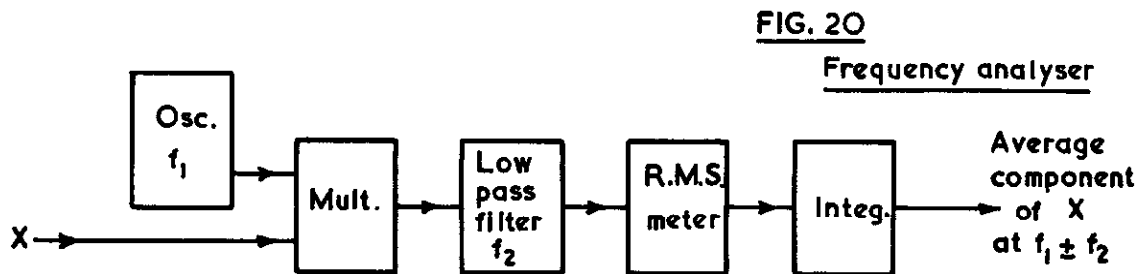 FIG. 20
Frequency analyser
Osc.
f₁
X
Mult.
Low
pass
filter
f₂
R.M.S.
meter
Integ.
Average
component
of X
at f₁ ± f₂